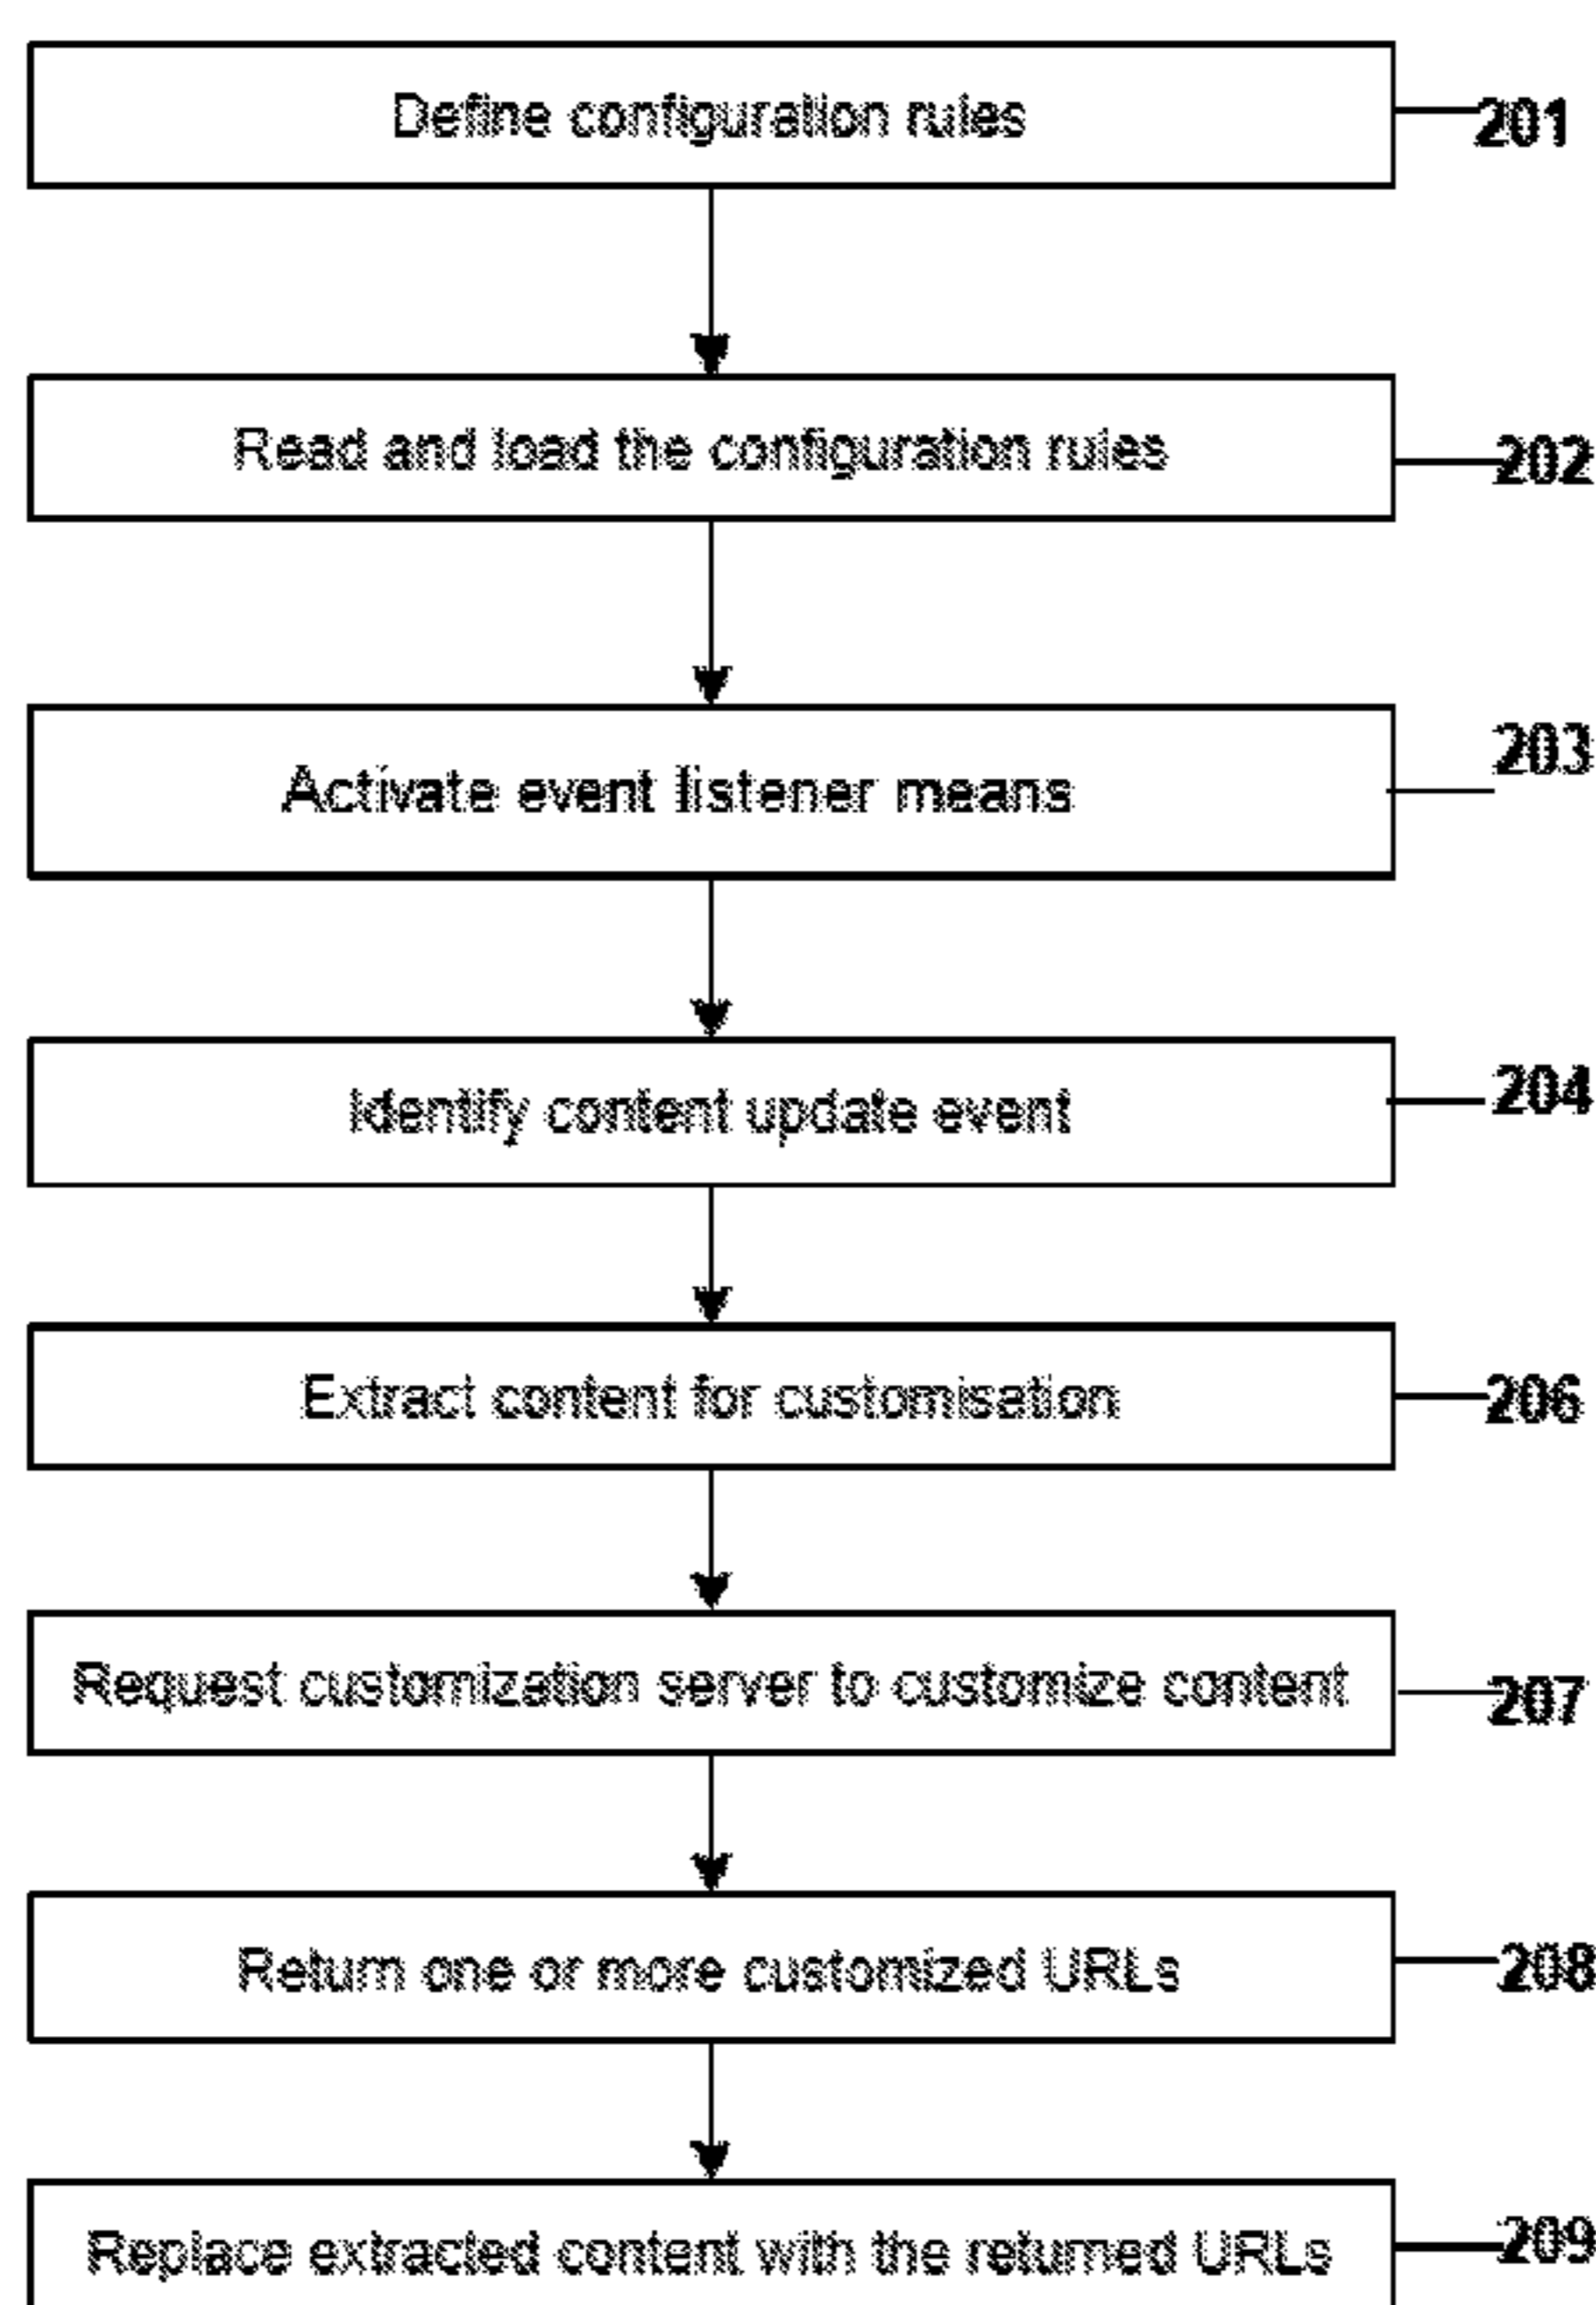 Define configuration rules
201
Read and load the configuration rules
202
Activate event listener means
203
Identify content update event
204
Extract content for customisation
206
Request customization server to customize content
207
Return one or more customized URLs
208
Replace extracted content with the returned URLs
209